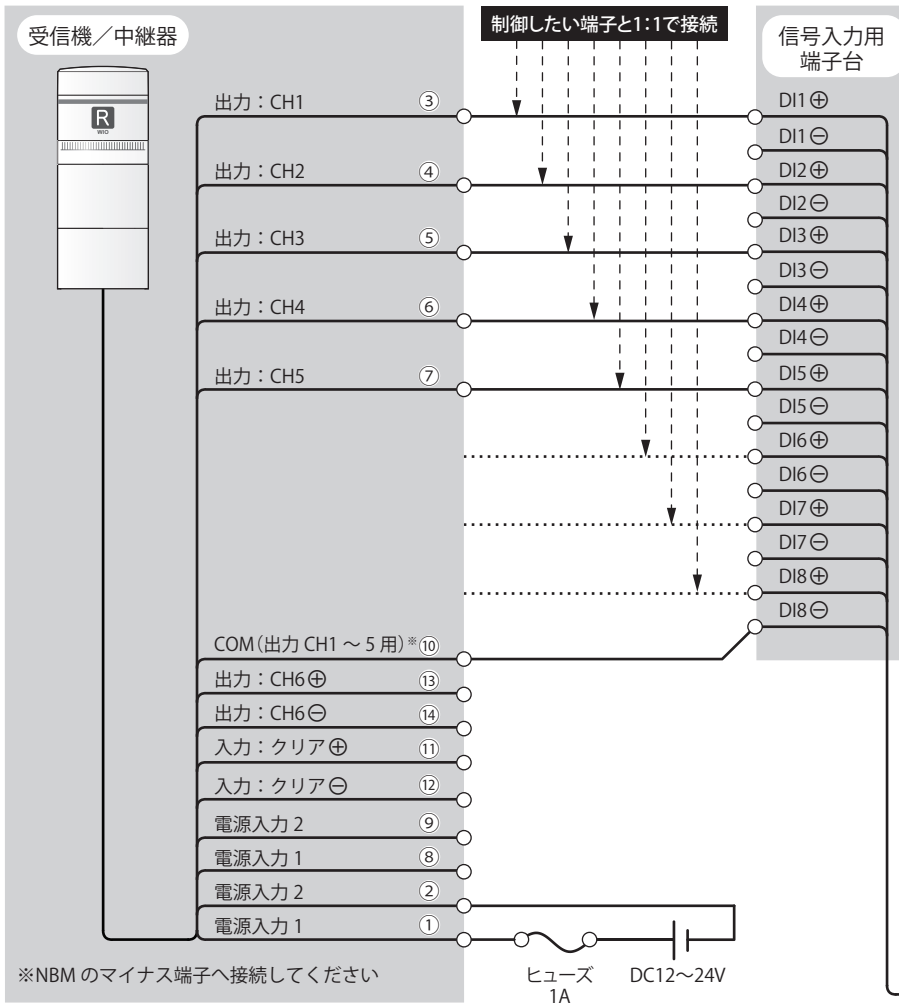 制御したい端子と1：1で接続
受信機／中継器
信号入力用
端子台
R
WIO
出力：CH1 ③
出力：CH2 ④
出力：CH3 ⑤
出力：CH4 ⑥
出力：CH5 ⑦
COM（出力 CH1 ～ 5 用）※ ⑩
出力：CH6⊕ ⑬
出力：CH6⊖ ⑭
入力：クリア⊕ ⑪
入力：クリア⊖ ⑫
電源入力 2 ⑨
電源入力 1 ⑧
電源入力 2 ②
電源入力 1 ①
DI1⊕
DI1⊖
DI2⊕
DI2⊖
DI3⊕
DI3⊖
DI4⊕
DI4⊖
DI5⊕
DI5⊖
DI6⊕
DI6⊖
DI7⊕
DI7⊖
DI8⊕
DI8⊖
※NBM のマイナス端子へ接続してください
ヒューズ
1A
DC12～24V